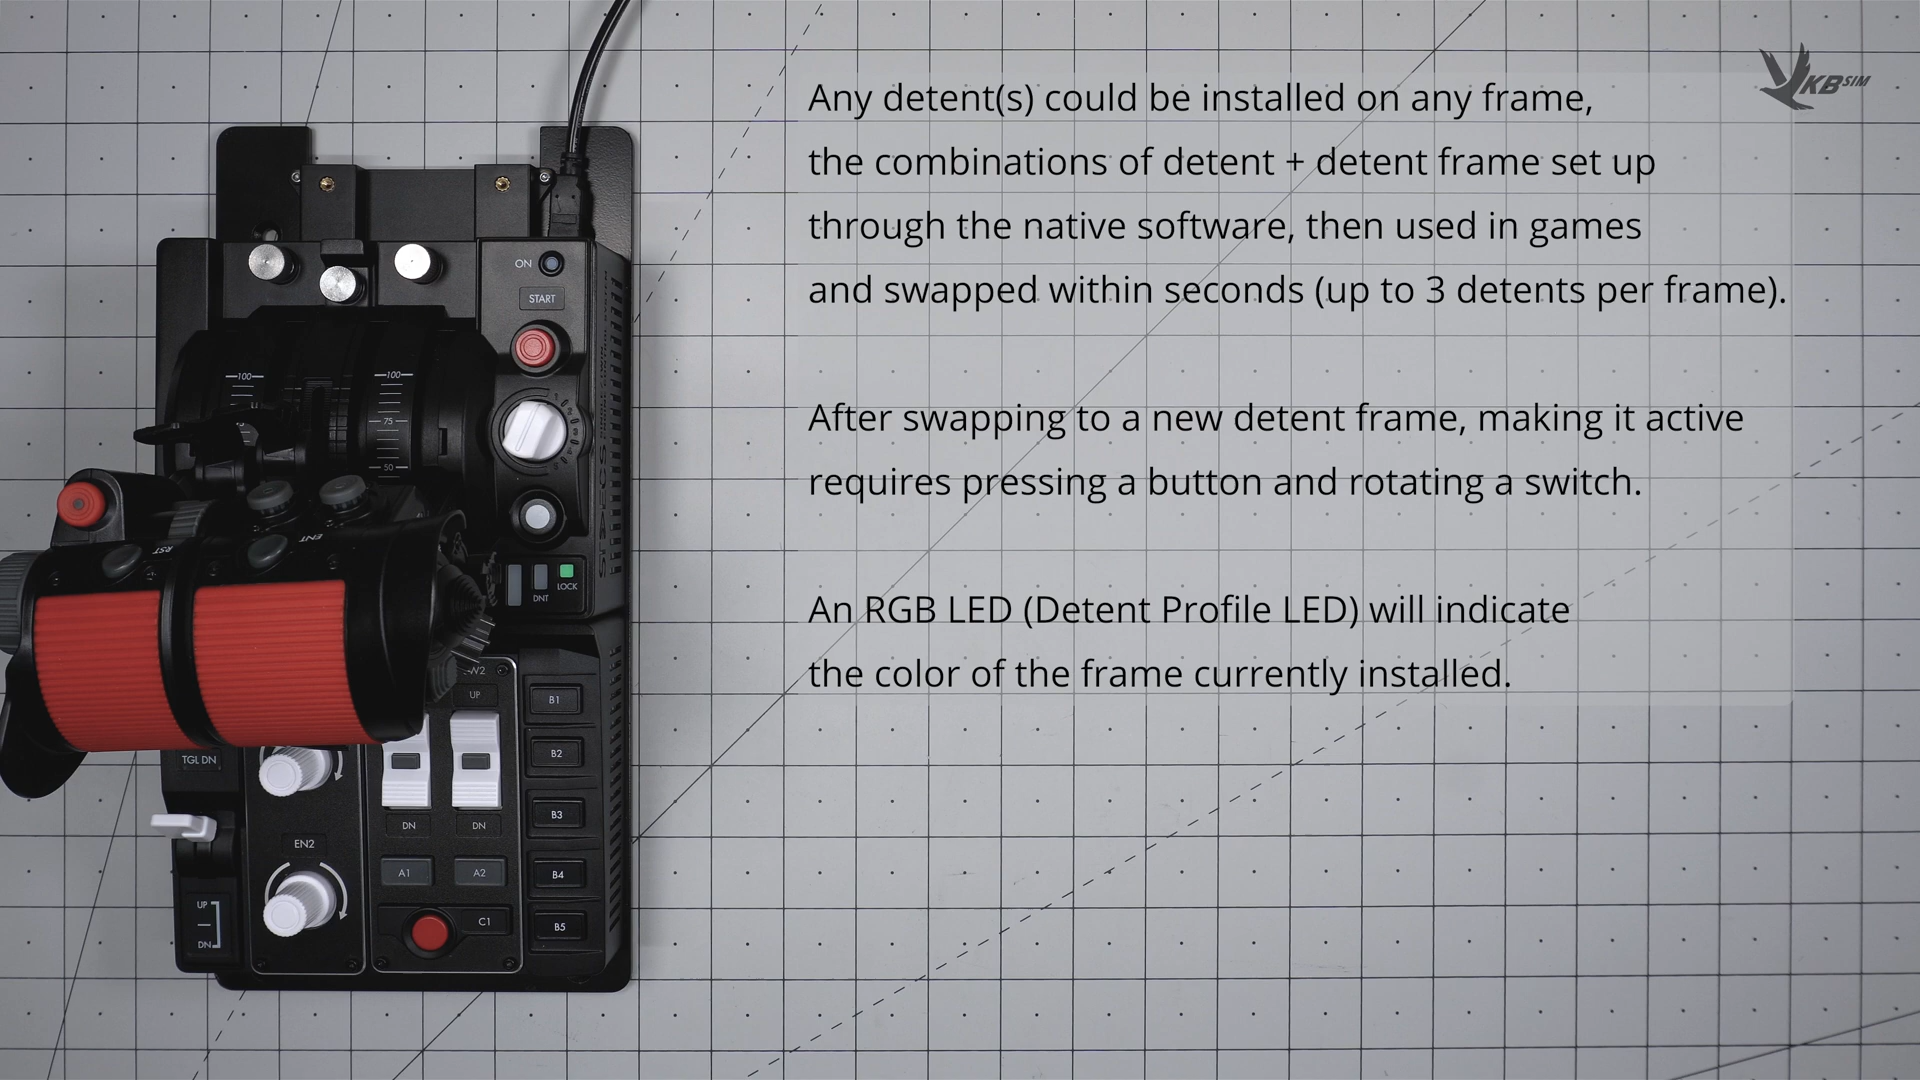 VKBSIM
Any detent(s) could be installed on any frame,
the combinations of detent + detent frame set up
through the native software, then used in games
and swapped within seconds (up to 3 detents per frame).
After swapping to a new detent frame, making it active
requires pressing a button and rotating a switch.
An RGB LED (Detent Profile LED) will indicate
the color of the frame currently installed.
ON
START
100
100
75
50
RST
ENT
LOCK
DNT
UP
B1
B2
TGL DN
B3
DN
DN
EN2
A1
A2
B4
C1
B5
UP
DN